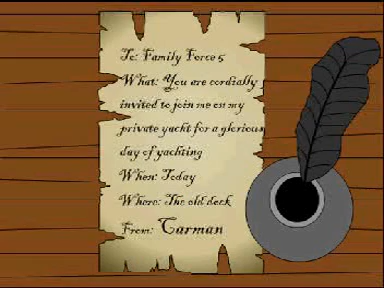 To: Family Force 5
What: You are cordially
invited to join me on my
private yacht for a glorious
day of yachting
When: Today
Where: The old dock
From: Carman